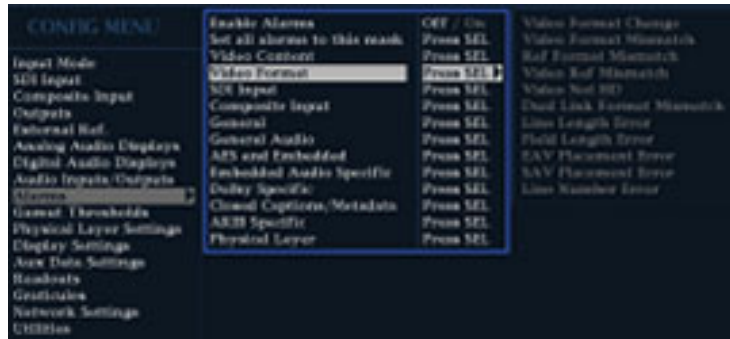 CONFIG MENU
Input Mode
SDI Input
Composite Input
Outputs
External Ref.
Analog Audio Displays
Digital Audio Displays
Audio Inputs/Outputs
Alarms
Gamut Thresholds
Physical Layer Settings
Display Settings
Aux Data Settings
Readouts
Graticules
Network Settings
Utilities
Enable Alarms OFF / On
Set all alarms to this mask Press SEL
Video Content Press SEL
Video Format Press SEL
SDI Input Press SEL
Composite Input Press SEL
General Press SEL
General Audio Press SEL
AES and Embedded Press SEL
Embedded Audio Specific Press SEL
Dolby Specific Press SEL
Closed Captions/Metadata Press SEL
ARIB Specific Press SEL
Physical Layer Press SEL
Video Format Change
Video Format Mismatch
Ref Format Mismatch
Video Ref Mismatch
Video Not HD
Dual Link Format Mismatch
Line Length Error
Field Length Error
EAV Placement Error
SAV Placement Error
Line Number Error